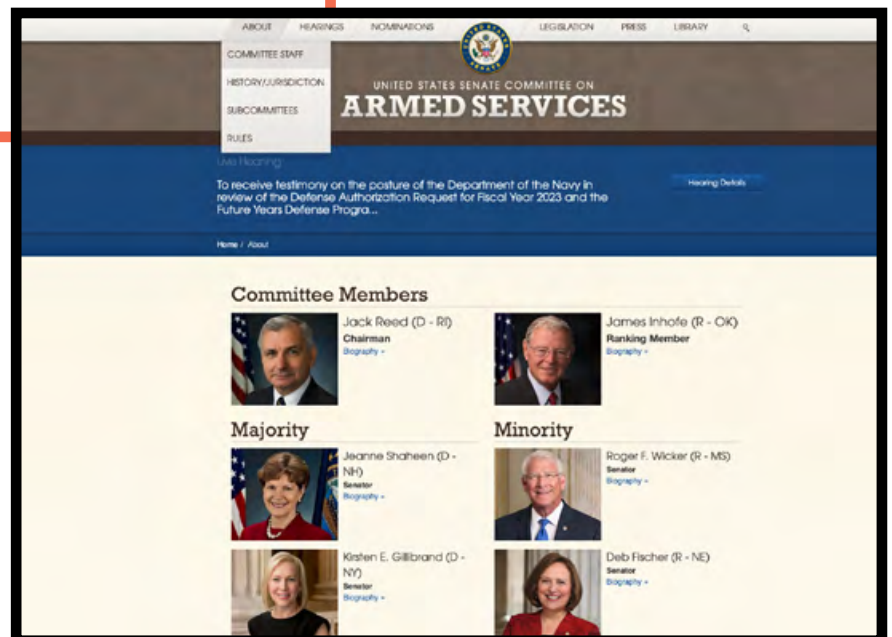 ABOUT HEARINGS NOMINATIONS LEGISLATION PRESS LIBRARY
COMMITTEE STAFF
HISTORY/JURISDICTION
SUBCOMMITTEES
RULES
UNITED STATES SENATE COMMITTEE ON
ARMED SERVICES
Live Hearing
To receive testimony on the posture of the Department of the Navy in
review of the Defense Authorization Request for Fiscal Year 2023 and the
Future Years Defense Progra...
Hearing Details
Home / About
Committee Members
Jack Reed (D - RI)
Chairman
Biography »
James Inhofe (R - OK)
Ranking Member
Biography »
Majority
Minority
Jeanne Shaheen (D -
NH)
Senator
Biography »
Roger F. Wicker (R - MS)
Senator
Biography »
Kirsten E. Gillibrand (D -
NY)
Senator
Biography »
Deb Fischer (R - NE)
Senator
Biography »